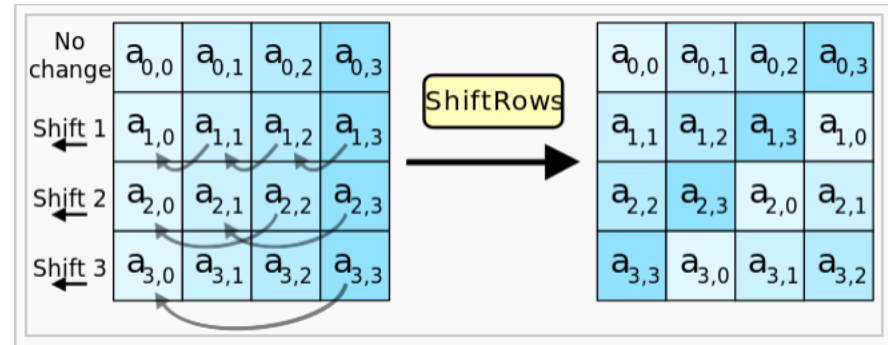 No
change
a0,0 a0,1 a0,2 a0,3
a0,0 a0,1 a0,2 a0,3
ShiftRows
Shift 1
a1,0 a1,1 a1,2 a1,3
a1,1 a1,2 a1,3 a1,0
Shift 2
a2,0 a2,1 a2,2 a2,3
a2,2 a2,3 a2,0 a2,1
Shift 3
a3,0 a3,1 a3,2 a3,3
a3,3 a3,0 a3,1 a3,2